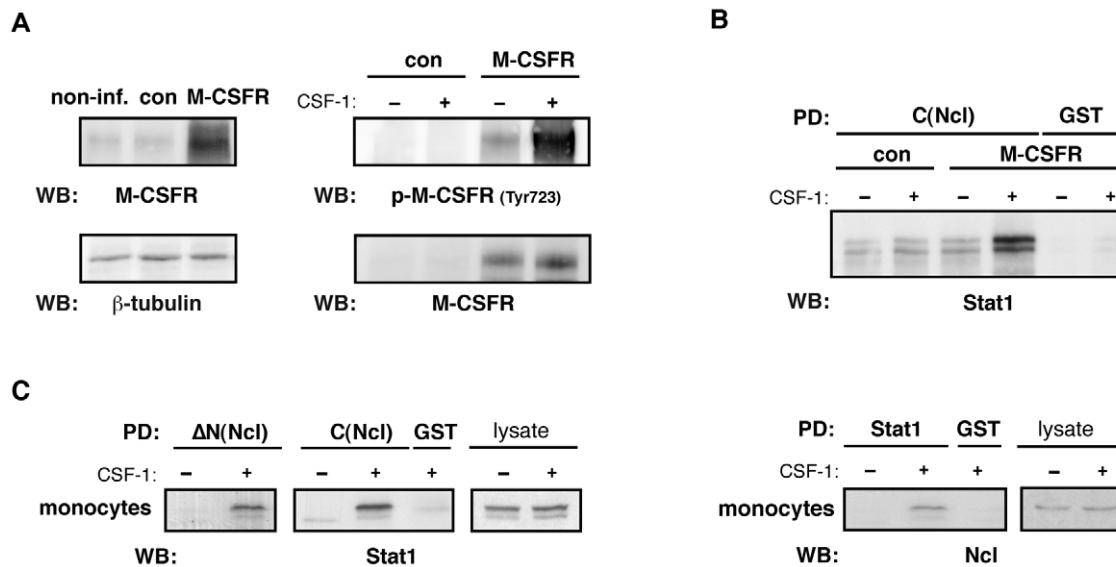 A
con M-CSFR
non-inf. con M-CSFR CSF-1: – + – +
WB: M-CSFR WB: p-M-CSFR (Tyr723)
WB: β-tubulin WB: M-CSFR
B
PD: C(Ncl) GST
con M-CSFR
CSF-1: – + – + – +
WB: Stat1
C
PD: ΔN(Ncl) C(Ncl) GST lysate
CSF-1: – + – + + – +
monocytes
WB: Stat1
PD: Stat1 GST lysate
CSF-1: – + + – +
monocytes
WB: Ncl